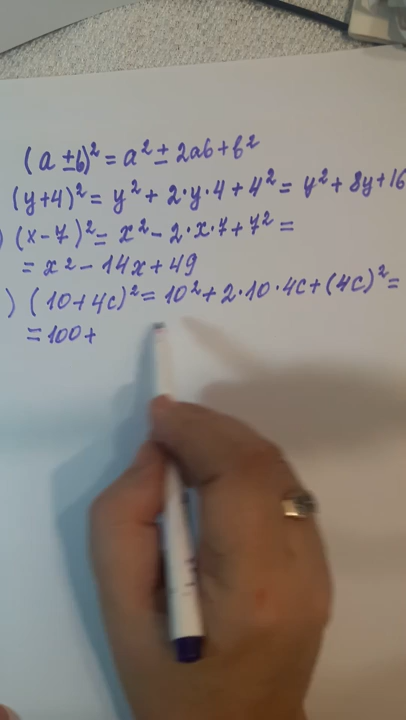 (a ± b)² = a² ± 2ab + b²
(y+4)² = y² + 2·y·4 + 4² = y² + 8y + 16
) (x - 7)² = x² - 2·x·7 + 7² =
= x² - 14x + 49
) (10 + 4c)² = 10² + 2·10·4c + (4c)² =
= 100 +